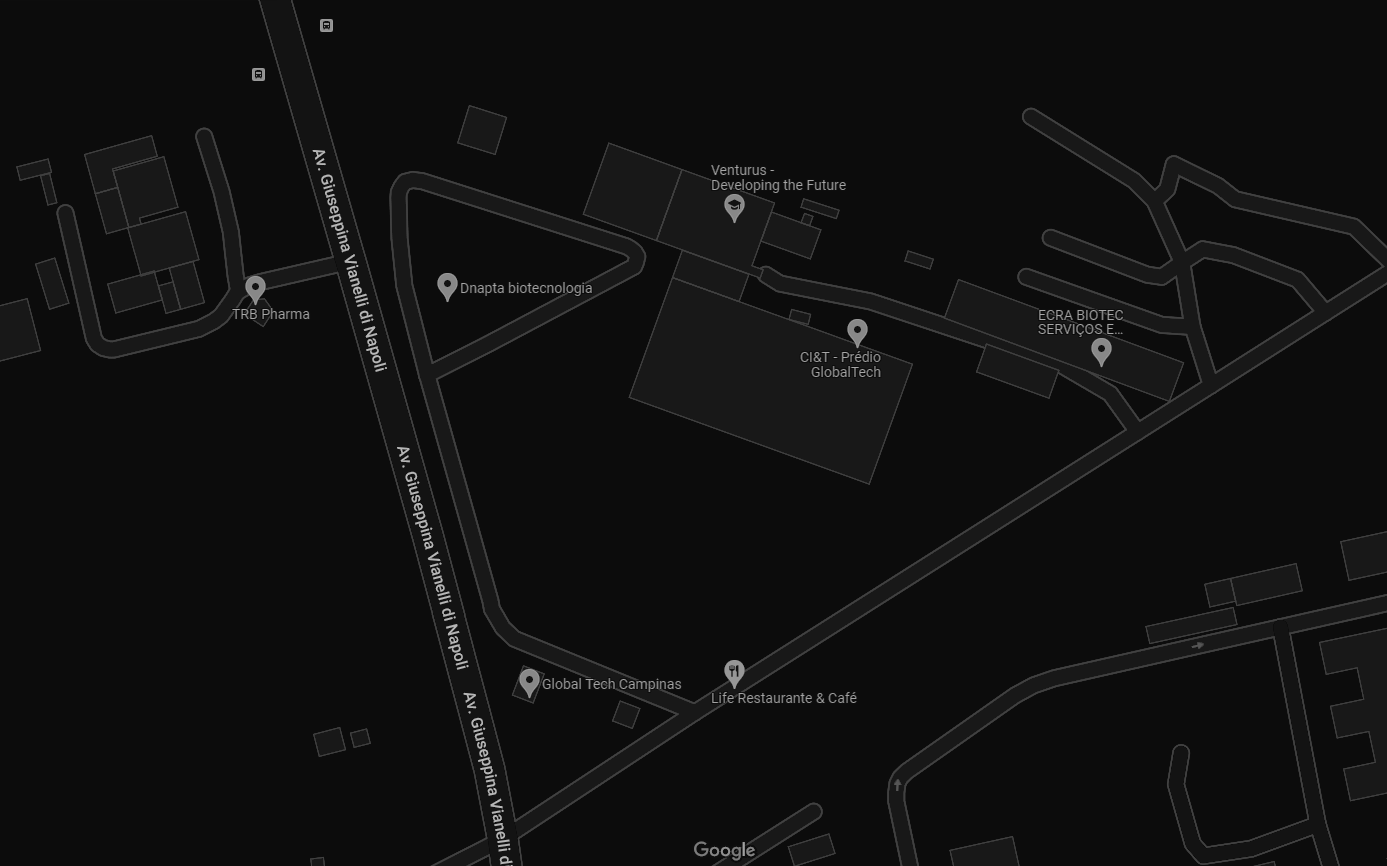 Av. Giuseppina Vianelli di Napoli
Venturus -
Developing the Future
Dnapta biotecnologia
TRB Pharma
ECRA BIOTEC
SERVIÇOS E...
CI&T - Prédio
GlobalTech
Av. Giuseppina Vianelli di Napoli
Global Tech Campinas
Life Restaurante & Café
Av. Giuseppina Vianelli d
Google